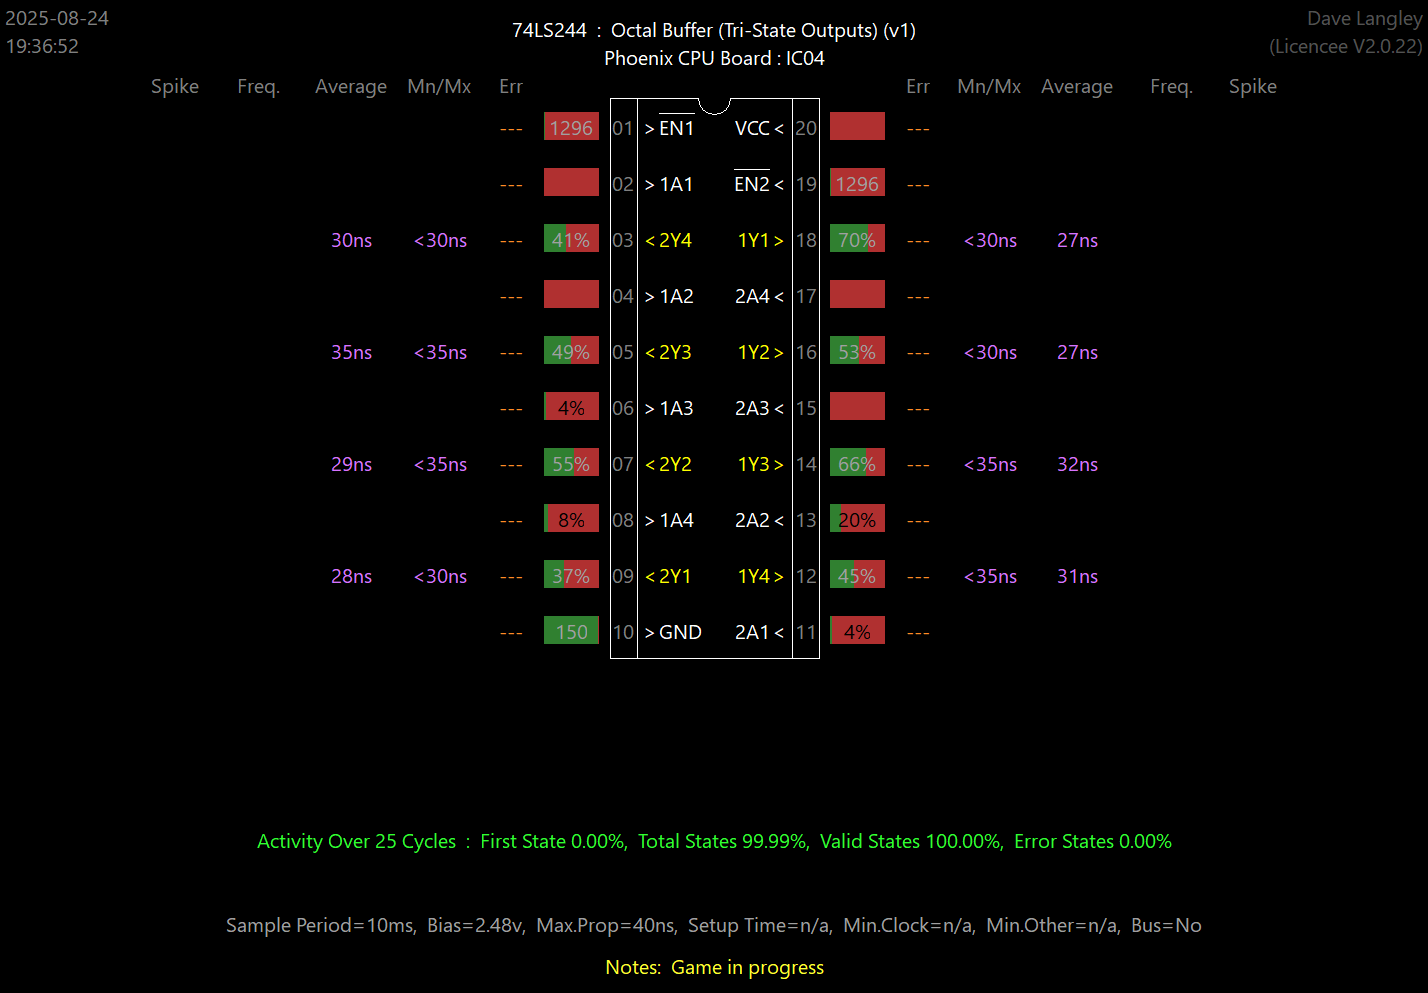 2025-08-24 74LS244 : Octal Buffer (Tri-State Outputs) (v1) Dave Langley
19:36:52 Phoenix CPU Board : IC04 (Licencee V2.0.22)
Spike Freq. Average Mn/Mx Err Err Mn/Mx Average Freq. Spike
--- 1296 01 > EN1 VCC < 20 ---
--- 02 > 1A1 EN2 < 19 1296 ---
30ns <30ns --- 41% 03 < 2Y4 1Y1 > 18 70% --- <30ns 27ns
--- 04 > 1A2 2A4 < 17 ---
35ns <35ns --- 49% 05 < 2Y3 1Y2 > 16 53% --- <30ns 27ns
--- 4% 06 > 1A3 2A3 < 15 ---
29ns <35ns --- 55% 07 < 2Y2 1Y3 > 14 66% --- <35ns 32ns
--- 8% 08 > 1A4 2A2 < 13 20% ---
28ns <30ns --- 37% 09 < 2Y1 1Y4 > 12 45% --- <35ns 31ns
--- 150 10 > GND 2A1 < 11 4% ---
Activity Over 25 Cycles : First State 0.00%, Total States 99.99%, Valid States 100.00%, Error States 0.00%
Sample Period=10ms, Bias=2.48v, Max.Prop=40ns, Setup Time=n/a, Min.Clock=n/a, Min.Other=n/a, Bus=No
Notes: Game in progress